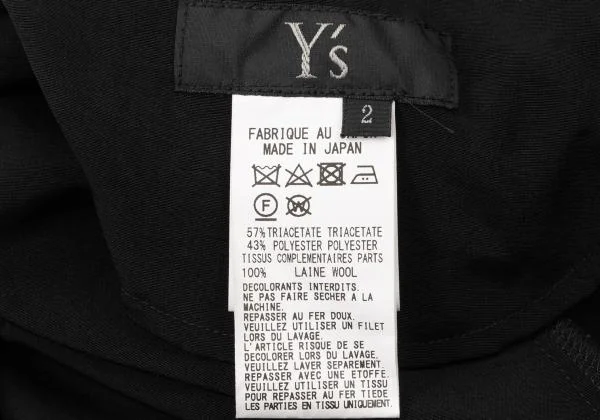 Y's
2
FABRIQUE AU
MADE IN JAPAN
F W
57%TRIACETATE TRIACETATE
43% POLYESTER POLYESTER
TISSUS COMPLEMENTAIRES PARTS
100% LAINE WOOL
DECOLORANTS INTERDITS.
NE PAS FAIRE SECHER A LA
MACHINE.
REPASSER AU FER DOUX.
VEUILLEZ UTILISER UN FILET
LORS DU LAVAGE.
L'ARTICLE RISQUE DE SE
DECOLORER LORS DU LAVAGE.
VEUILLEZ LAVER SEPAREMENT.
REPASSER AVEC UNE ETOFFE.
VEUILLEZ UTILISER UN TISSU
POUR REPASSER AU FER TIEDE
LES PARTIES EN TISSU UNIQUEMENT.